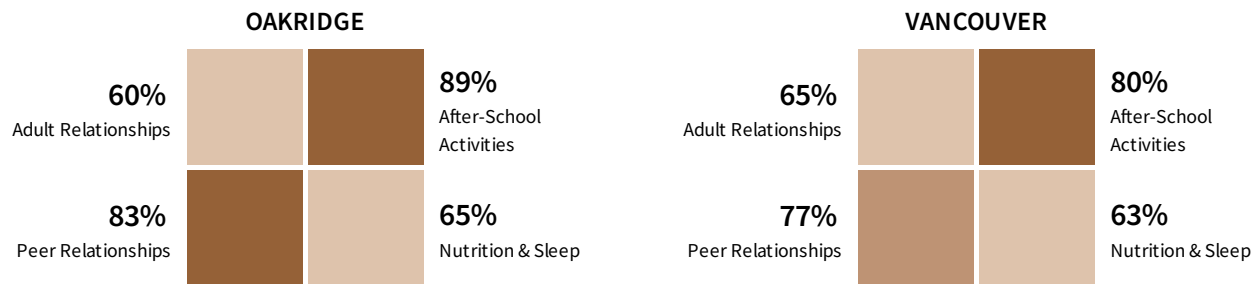 OAKRIDGE
60%
Adult Relationships
89%
After-School
Activities
83%
Peer Relationships
65%
Nutrition & Sleep
VANCOUVER
65%
Adult Relationships
80%
After-School
Activities
77%
Peer Relationships
63%
Nutrition & Sleep